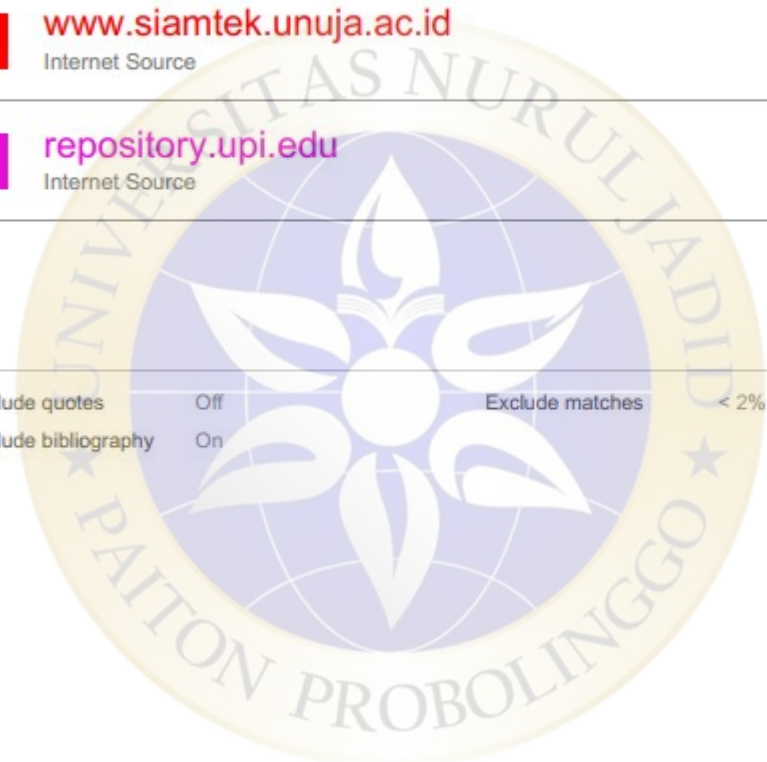 www.siamtek.unuja.ac.id
Internet Source
repository.upi.edu
Internet Source
lude quotes Off Exclude matches < 2%
lude bibliography On
UNIVERSITAS NURUL JADID
PAITON PROBOLINGGO